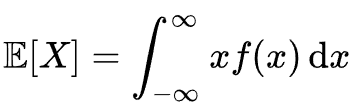 𝔼[X] = ∫_{-∞}^{∞} x f(x) dx